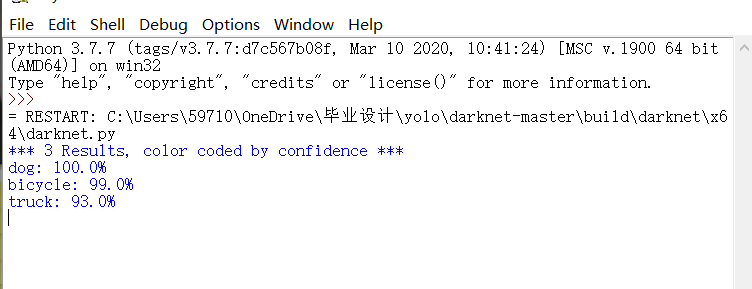 File Edit Shell Debug Options Window Help
Python 3.7.7 (tags/v3.7.7:d7c567b08f, Mar 10 2020, 10:41:24) [MSC v.1900 64 bit
(AMD64)] on win32
Type "help", "copyright", "credits" or "license()" for more information.
>>>
= RESTART: C:\Users\59710\OneDrive\毕业设计\yolo\darknet-master\build\darknet\x6
4\darknet.py
*** 3 Results, color coded by confidence ***
dog: 100.0%
bicycle: 99.0%
truck: 93.0%